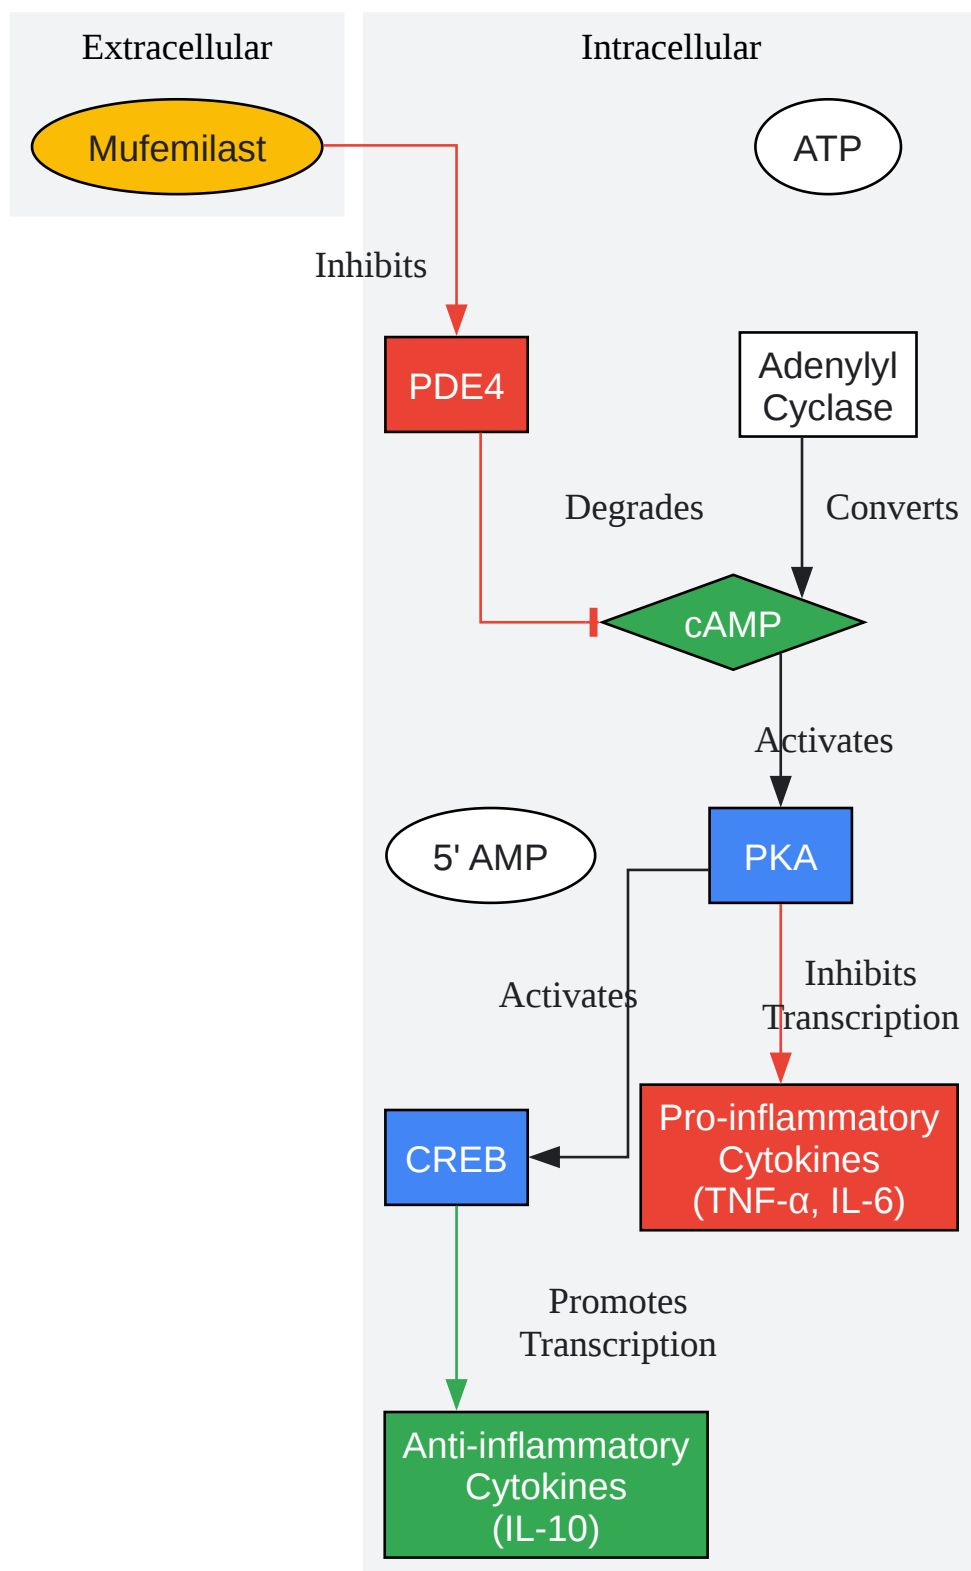 Extracellular
Intracellular
Mufemilast
ATP
Inhibits
PDE4
Adenylyl
Cyclase
Degrades
Converts
cAMP
Activates
5' AMP
PKA
Activates
Inhibits
Transcription
CREB
Pro-inflammatory
Cytokines
(TNF-α, IL-6)
Promotes
Transcription
Anti-inflammatory
Cytokines
(IL-10)